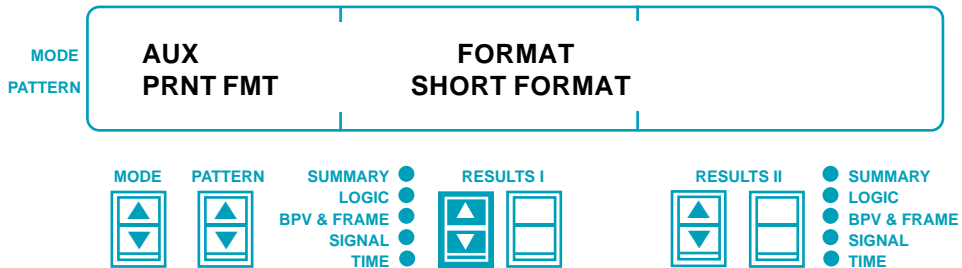 MODE AUX FORMAT
PATTERN PRNT FMT SHORT FORMAT
MODE PATTERN SUMMARY RESULTS I RESULTS II SUMMARY
LOGIC LOGIC
BPV & FRAME BPV & FRAME
SIGNAL SIGNAL
TIME TIME